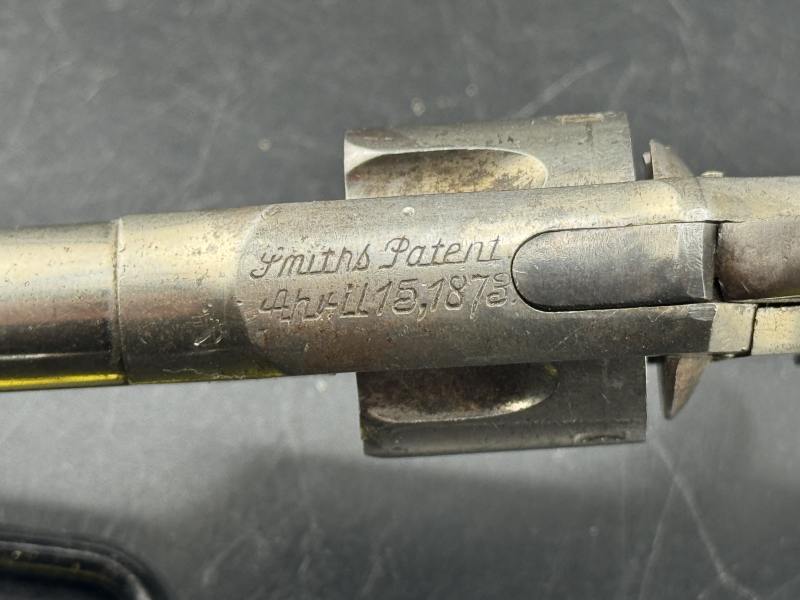 Smiths Patent
April 15, 1873.